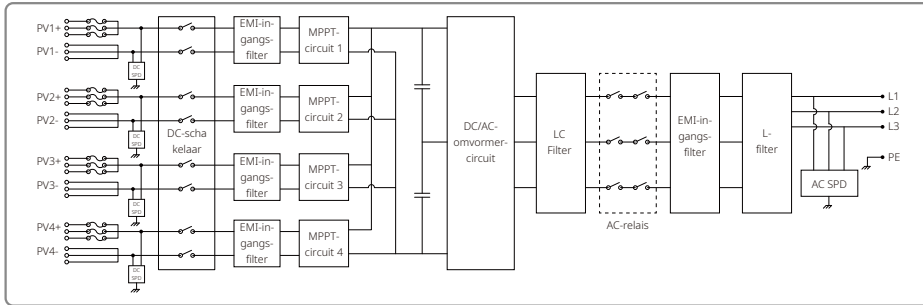 PV1+
PV1-
DC
SPD
EMI-in-
gangs-
filter
MPPT-
circuit 1
PV2+
PV2-
DC
SPD
DC-scha
kelaar
EMI-in-
gangs-
filter
MPPT-
circuit 2
PV3+
PV3-
DC
SPD
EMI-in-
gangs-
filter
MPPT-
circuit 3
PV4+
PV4-
DC
SPD
EMI-in-
gangs-
filter
MPPT-
circuit 4
DC/AC-
omvormer-
circuit
LC
Filter
AC-relais
EMI-in-
gangs-
filter
L-
filter
L1
L2
L3
PE
AC SPD